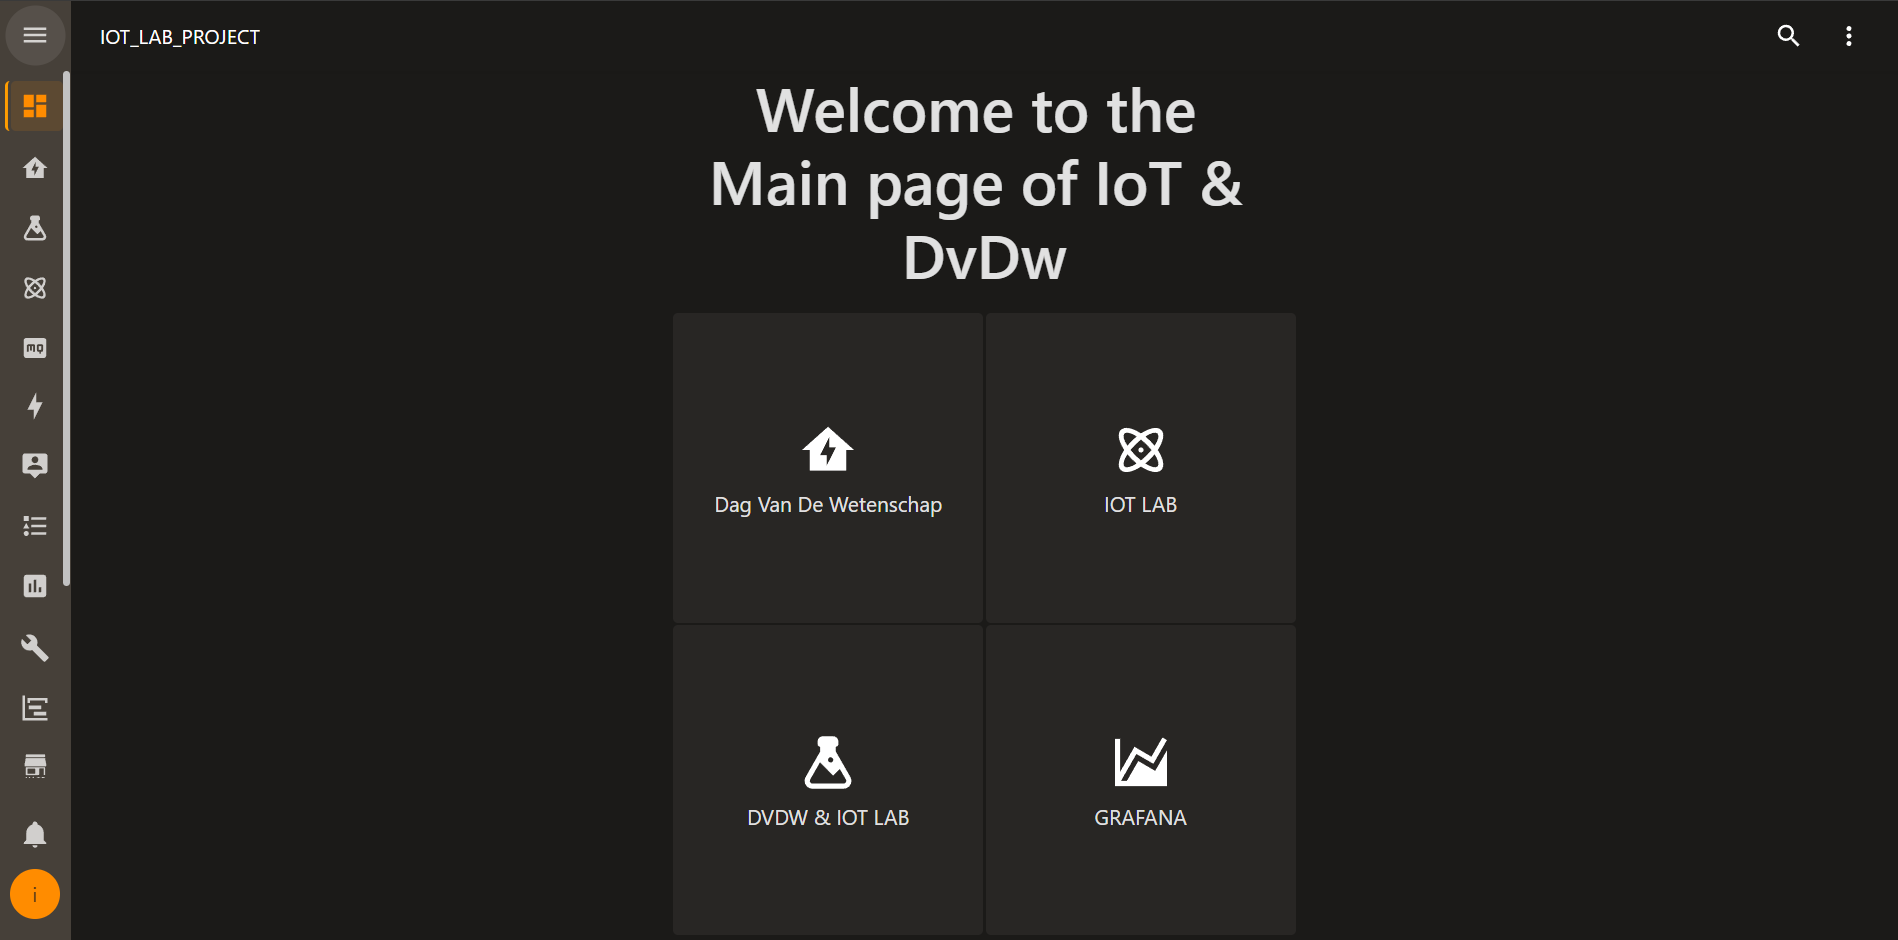 IOT_LAB_PROJECT
Welcome to the
Main page of IoT &
DvDw
Dag Van De Wetenschap
IOT LAB
DVDW & IOT LAB
GRAFANA
i